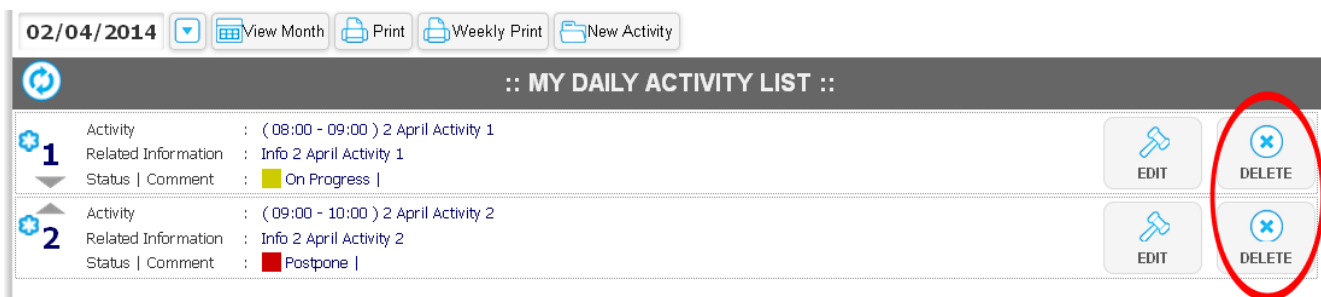 02/04/2014 View Month Print Weekly Print New Activity
:: MY DAILY ACTIVITY LIST ::
1
Activity : ( 08:00 - 09:00 ) 2 April Activity 1
Related Information : Info 2 April Activity 1
Status | Comment : On Progress |
EDIT DELETE
2
Activity : ( 09:00 - 10:00 ) 2 April Activity 2
Related Information : Info 2 April Activity 2
Status | Comment : Postpone |
EDIT DELETE